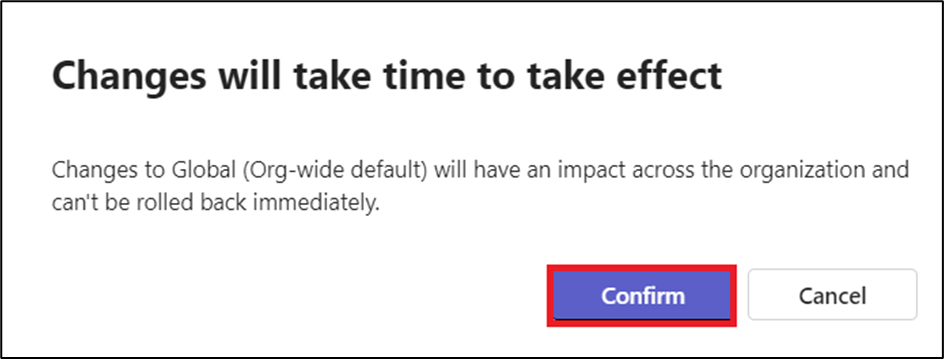 Changes will take time to take effect
Changes to Global (Org-wide default) will have an impact across the organization and
can't be rolled back immediately.
Confirm
Cancel